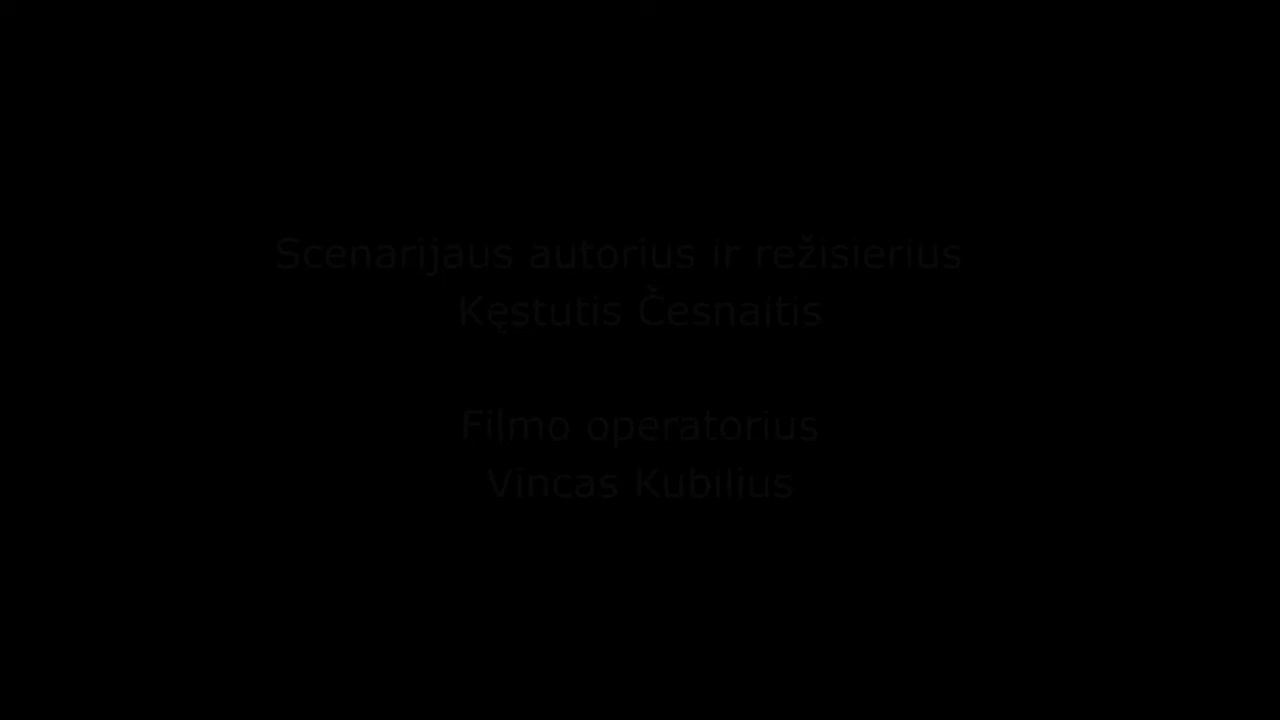 Scenarijaus autorius ir režisierius
Kęstutis Česnaitis
Filmo operatorius
Vincas Kubilius